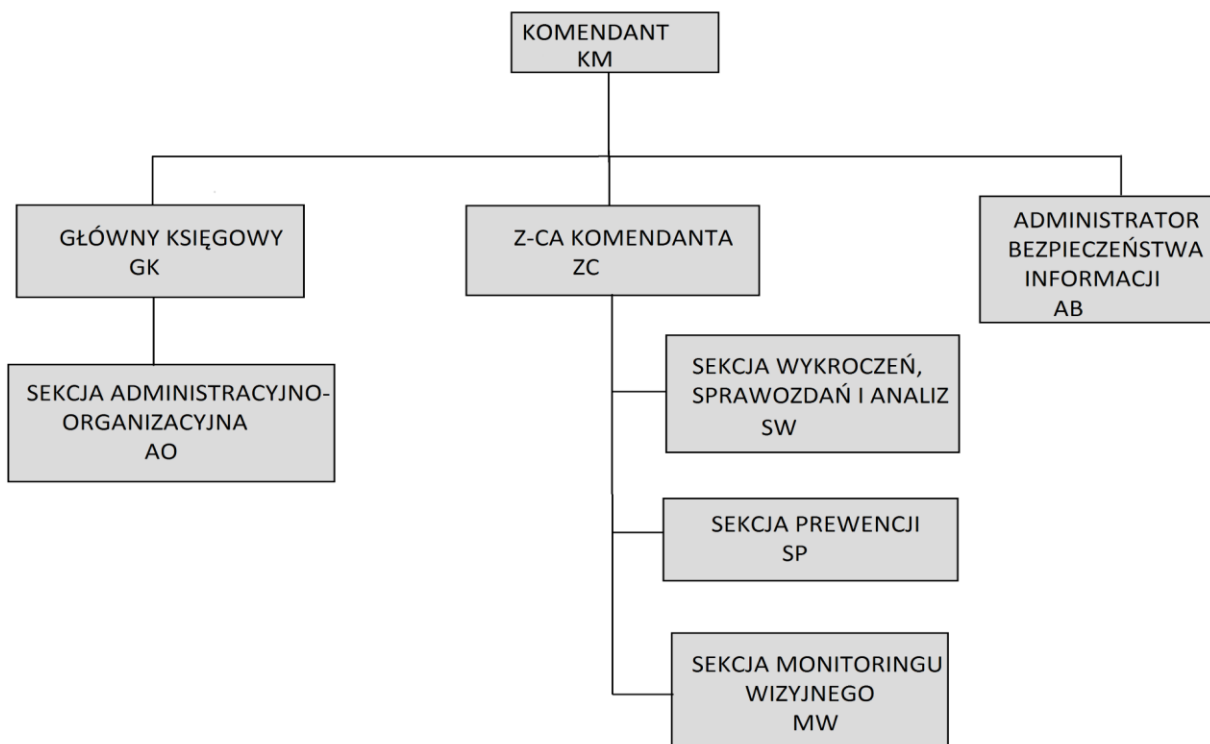 KOMENDANT
KM
GŁÓWNY KSIĘGOWY
GK
Z-CA KOMENDANTA
ZC
ADMINISTRATOR
BEZPIECZEŃSTWA
INFORMACJI
AB
SEKCJA ADMINISTRACYJNO-
ORGANIZACYJNA
AO
SEKCJA WYKROCZEŃ,
SPRAWOZDAŃ I ANALIZ
SW
SEKCJA PREWENCJI
SP
SEKCJA MONITORINGU
WIZYJNEGO
MW